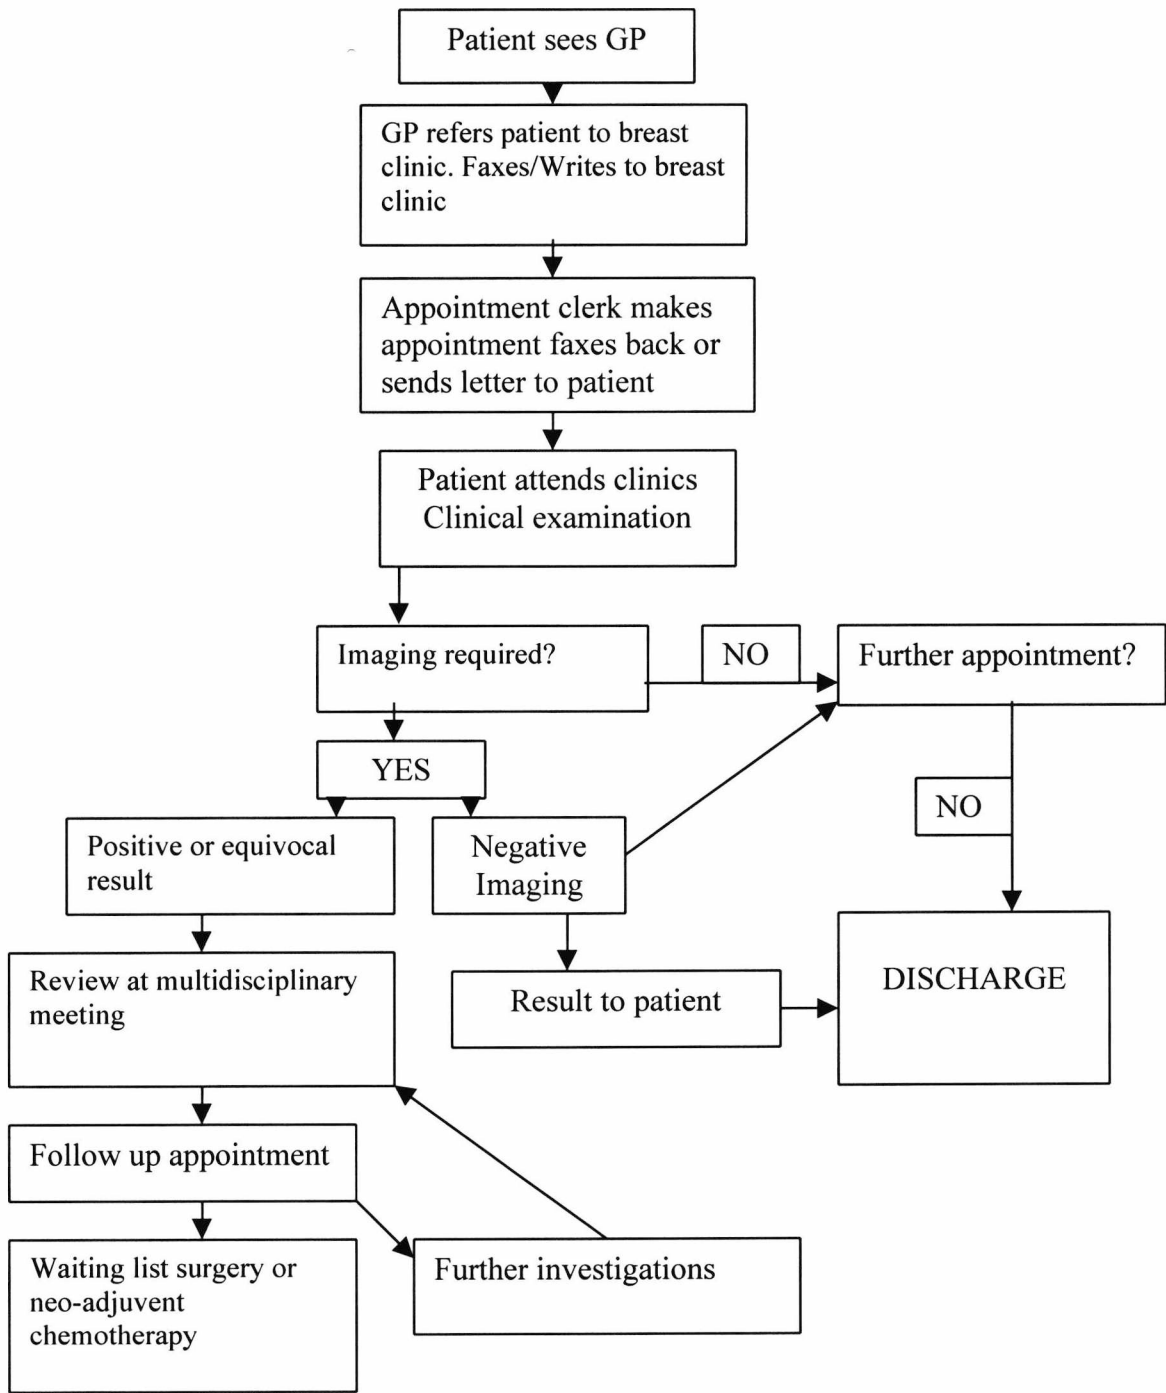 Patient sees GP
GP refers patient to breast
clinic. Faxes/Writes to breast
clinic
Appointment clerk makes
appointment faxes back or
sends letter to patient
Patient attends clinics
Clinical examination
Imaging required?
NO
Further appointment?
YES
NO
Positive or equivocal
result
Negative
Imaging
Review at multidisciplinary
meeting
Result to patient
DISCHARGE
Follow up appointment
Waiting list surgery or
neo-adjuvent
chemotherapy
Further investigations